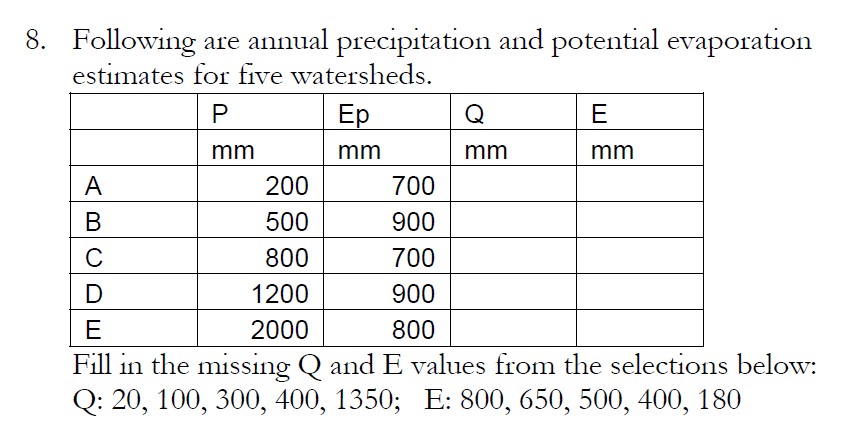 8. Following are annual precipitation and potential evaporation
estimates for five watersheds.
P Ep Q E
mm mm mm mm
A 200 700
B 500 900
C 800 700
D 1200 900
E 2000 800
Fill in the missing Q and E values from the selections below:
Q: 20, 100, 300, 400, 1350; E: 800, 650, 500, 400, 180